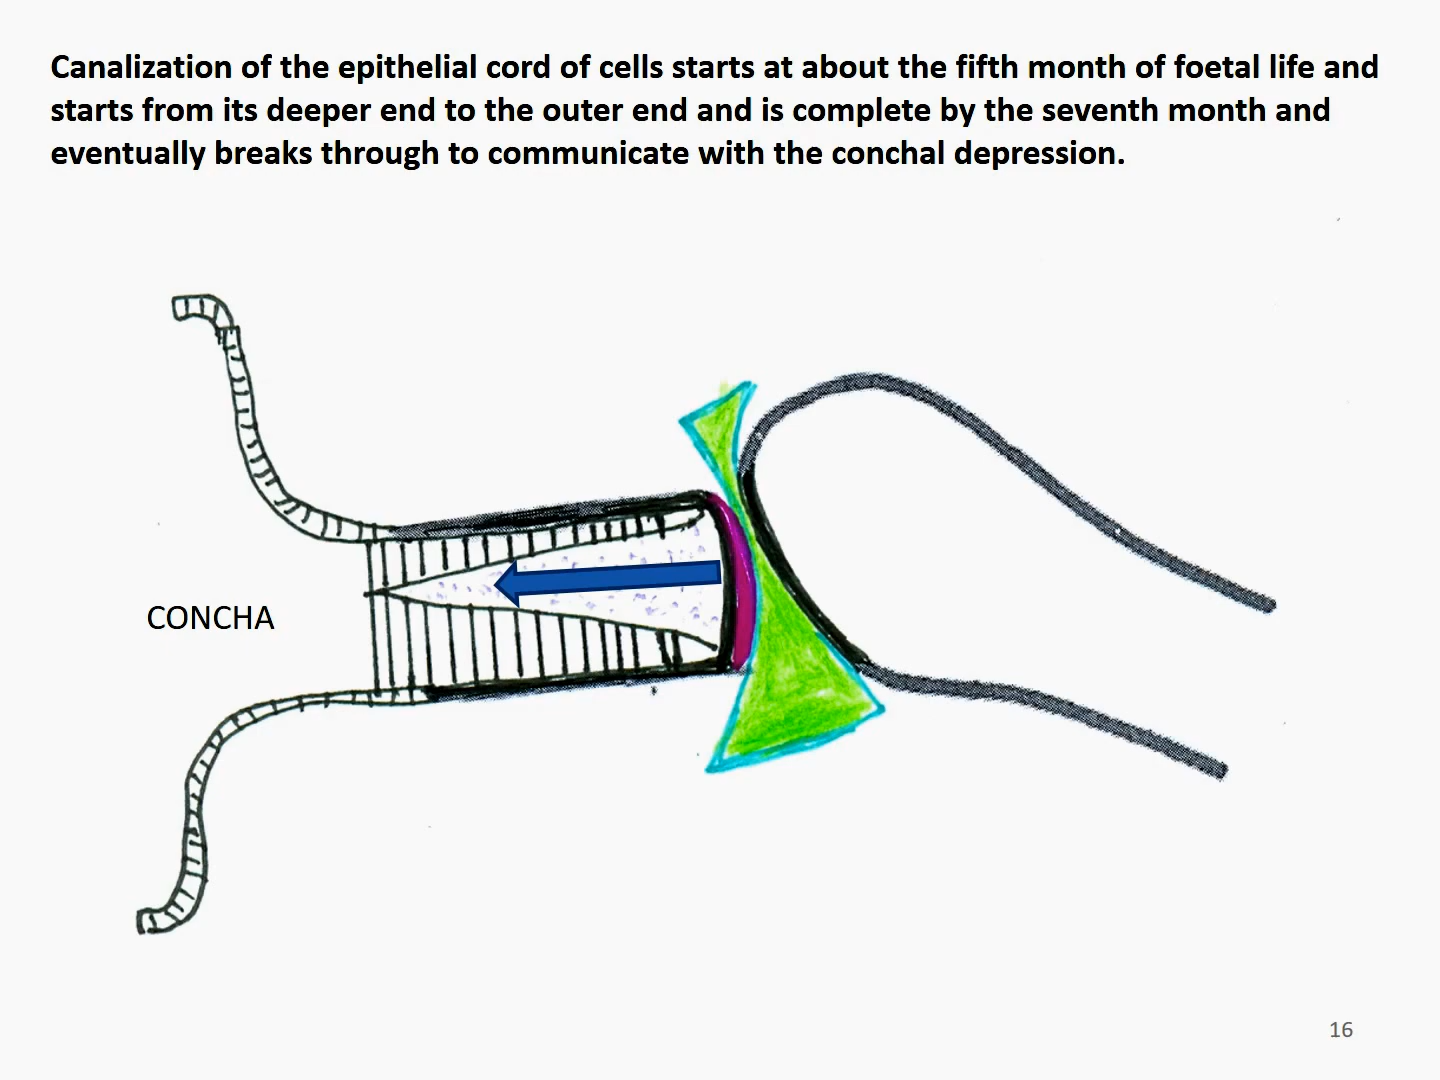 Canalization of the epithelial cord of cells starts at about the fifth month of foetal life and
starts from its deeper end to the outer end and is complete by the seventh month and
eventually breaks through to communicate with the conchal depression.
CONCHA
16